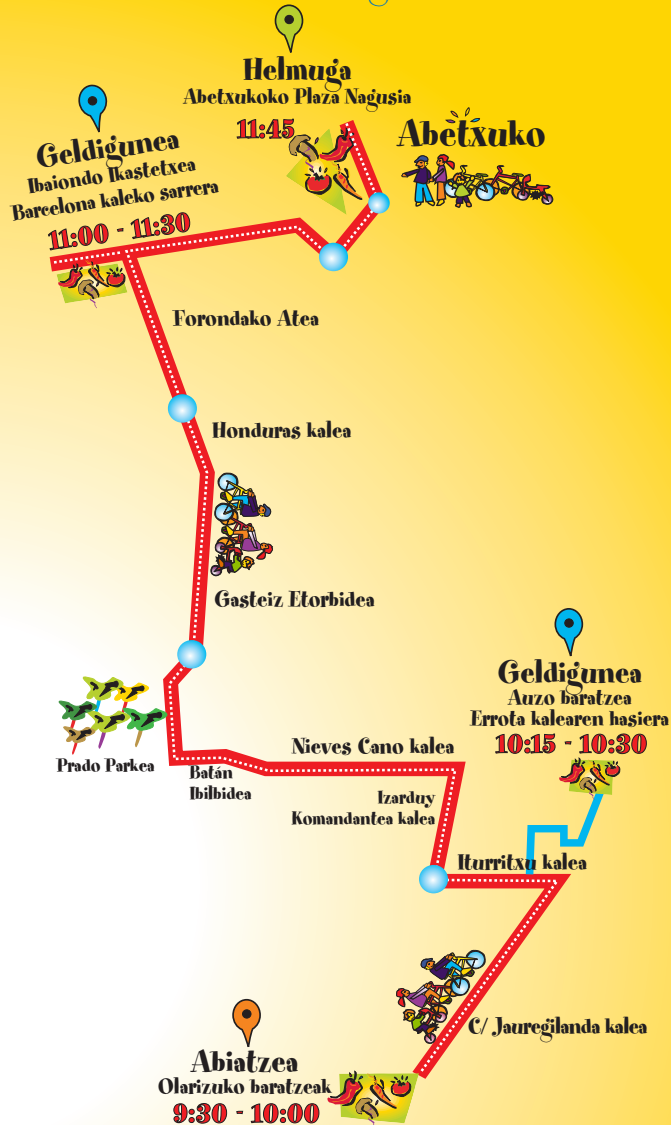 Helmuga
Abetxukoko Plaza Nagusia
11:45
Abetxuko
Geldigunea
Ibaiondo Ikastetxea
Barcelona kaleko sarrera
11:00 - 11:30
Forondako Atea
Honduras kalea
Gasteiz Etorbidea
Geldigunea
Auzo baratzea
Errota kalearen hasiera
10:15 - 10:30
Prado Parkea
Nieves Cano kalea
Batán
Ibilbidea
Izarduy
Komandantea kalea
Iturritxu kalea
C/ Jauregilanda kalea
Abiatzea
Olarizuko baratzeak
9:30 - 10:00